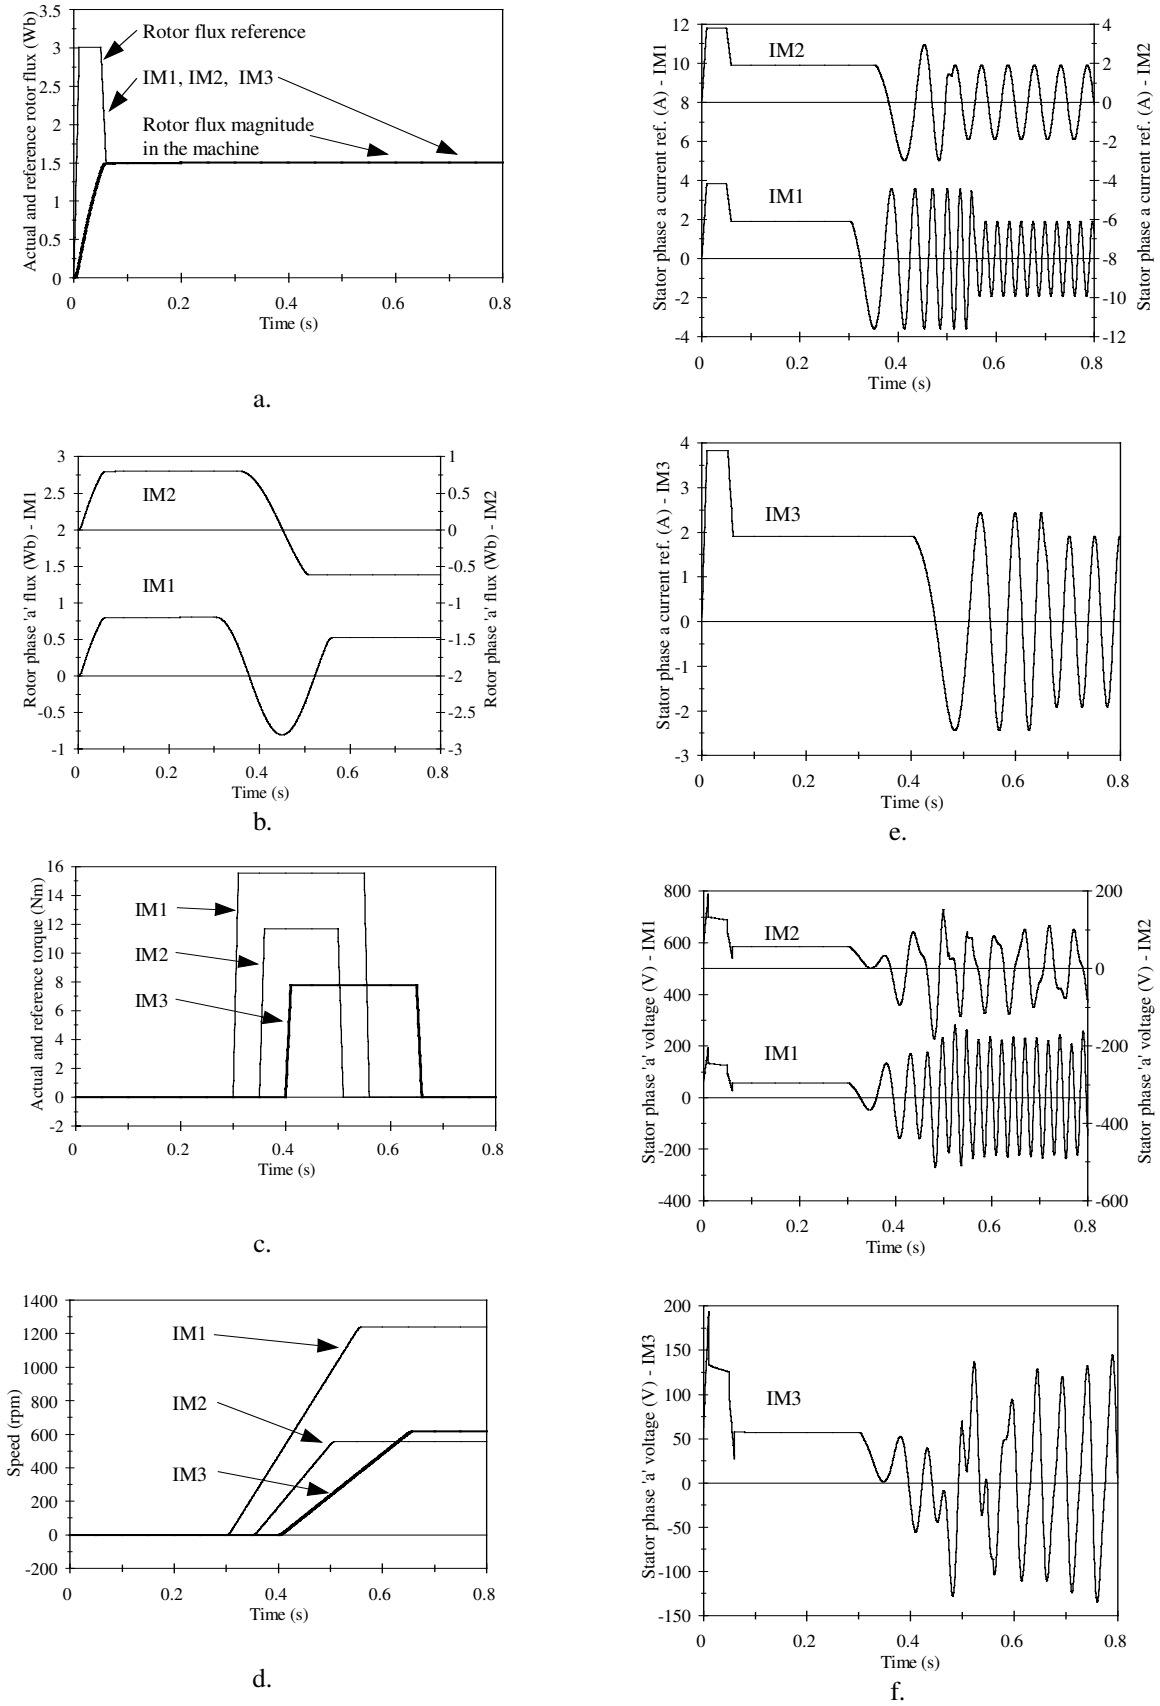 Actual and reference rotor flux (Wb)
3.5
3
2.5
2
1.5
1
0.5
0
Rotor flux reference
IM1, IM2, IM3
Rotor flux magnitude
in the machine
0 0.2 0.4 0.6 0.8
Time (s)
a.
Rotor phase 'a' flux (Wb) - IM1
3
2.5
2
1.5
1
0.5
0
-0.5
-1
IM2
IM1
1
0.5
0
-0.5
-1
-1.5
-2
-2.5
-3
Rotor phase 'a' flux (Wb) - IM2
0 0.2 0.4 0.6 0.8
Time (s)
b.
Actual and reference torque (Nm)
16
14
12
10
8
6
4
2
0
-2
IM1
IM2
IM3
0 0.2 0.4 0.6 0.8
Time (s)
c.
Speed (rpm)
1400
1200
1000
800
600
400
200
0
-200
IM1
IM2
IM3
0 0.2 0.4 0.6 0.8
Time (s)
d.
Stator phase a current ref. (A) - IM1
12
10
8
6
4
2
0
-2
-4
IM2
IM1
4
2
0
-2
-4
-6
-8
-10
-12
Stator phase a current ref. (A) - IM2
0 0.2 0.4 0.6 0.8
Time (s)
Stator phase a current ref. (A) - IM3
4
3
2
1
0
-1
-2
-3
IM3
0 0.2 0.4 0.6 0.8
Time (s)
e.
Stator phase 'a' voltage (V) - IM1
800
600
400
200
0
-200
-400
IM2
IM1
200
0
-200
-400
-600
Stator phase 'a' voltage (V) - IM2
0 0.2 0.4 0.6 0.8
Time (s)
Stator phase 'a' voltage (V) - IM3
200
150
100
50
0
-50
-100
-150
IM3
0 0.2 0.4 0.6 0.8
Time (s)
f.